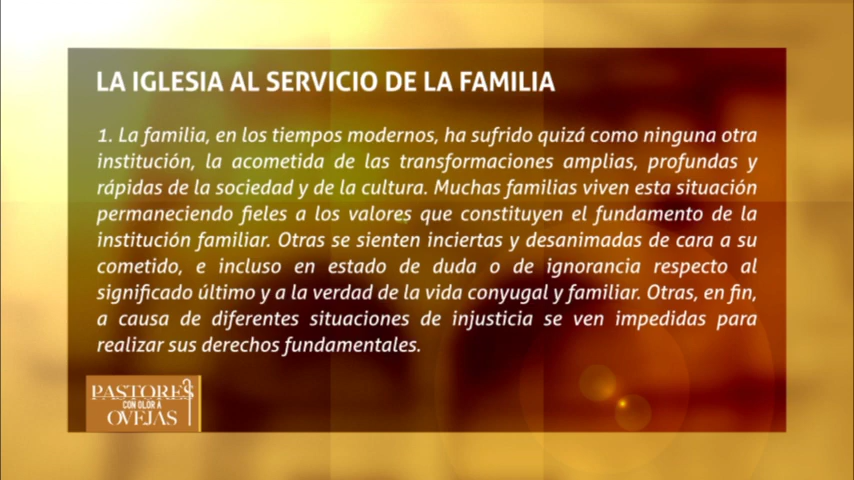 LA IGLESIA AL SERVICIO DE LA FAMILIA
1. La familia, en los tiempos modernos, ha sufrido quizá como ninguna otra
institución, la acometida de las transformaciones amplias, profundas y
rápidas de la sociedad y de la cultura. Muchas familias viven esta situación
permaneciendo fieles a los valores que constituyen el fundamento de la
institución familiar. Otras se sienten inciertas y desanimadas de cara a su
cometido, e incluso en estado de duda o de ignorancia respecto al
significado último y a la verdad de la vida conyugal y familiar. Otras, en fin,
a causa de diferentes situaciones de injusticia se ven impedidas para
realizar sus derechos fundamentales.
PASTORES
CON OLOR A
OVEJAS